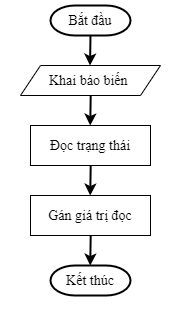 Bắt đầu
Khai báo biến
Đọc trạng thái
Gán giá trị đọc
Kết thúc